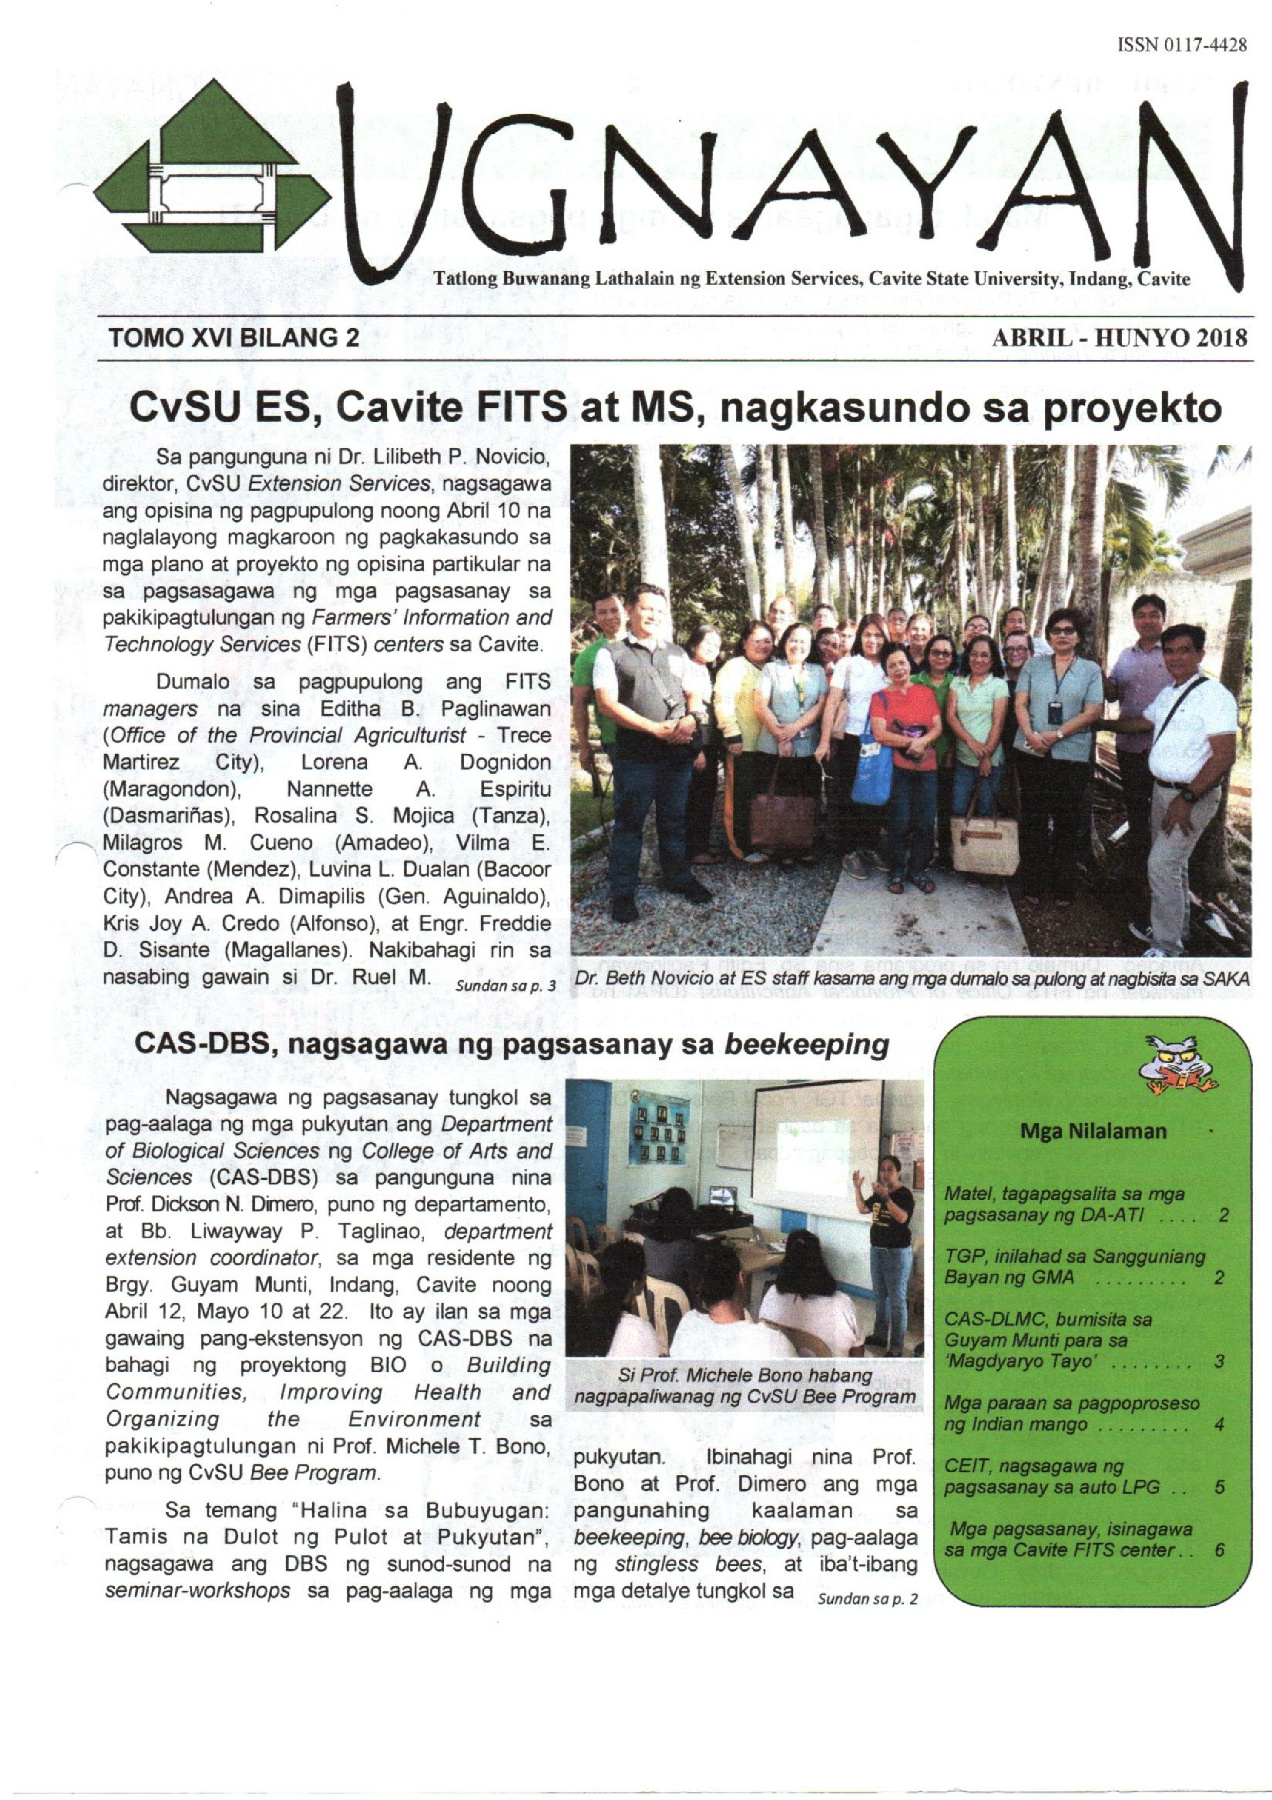 ISSN 0117-4428
UGNAYAN
Tatlong Buwanang Lathalain ng Extension Services, Cavite State University, Indang, Cavite
TOMO XVI BILANG 2
ABRIL - HUNYO 2018
CvSU ES, Cavite FITS at MS, nagkasundo sa proyekto
Sa pangunguna ni Dr. Lilibeth P. Novicio,
direktor, CvSU Extension Services, nagsagawa
ang opisina ng pagpupulong noong Abril 10 na
naglalayong magkaroon ng pagkakasundo sa
mga plano at proyekto ng opisina partikular na
sa pagsasagawa ng mga pagsasanay sa
pakikipagtulungan ng Farmers' Information and
Technology Services (FITS) centers sa Cavite.
Dumalo sa pagpupulong ang FITS
managers na sina Editha B. Paglinawan
(Office of the Provincial Agriculturist - Trece
Martirez City), Lorena A. Dognidon
(Maragondon), Nannette A. Espiritu
(Dasmariñas), Rosalina S. Mojica (Tanza),
Milagros M. Cueno (Amadeo), Vilma E.
Constante (Mendez), Luvina L. Dualan (Bacoor
City), Andrea A. Dimapilis (Gen. Aguinaldo),
Kris Joy A. Credo (Alfonso), at Engr. Freddie
D. Sisante (Magallanes). Nakibahagi rin sa
nasabing gawain si Dr. Ruel M. Sundan sa p. 3
Dr. Beth Novicio at ES staff kasama ang mga dumalo sa pulong at nagbisita sa SAKA
CAS-DBS, nagsagawa ng pagsasanay sa beekeeping
Nagsagawa ng pagsasanay tungkol sa
pag-aalaga ng mga pukyutan ang Department
of Biological Sciences ng College of Arts and
Sciences (CAS-DBS) sa pangunguna nina
Prof. Dickson N. Dimero, puno ng departamento,
at Bb. Liwayway P. Taglinao, department
extension coordinator, sa mga residente ng
Brgy. Guyam Munti, Indang, Cavite noong
Abril 12, Mayo 10 at 22. Ito ay ilan sa mga
gawaing pang-ekstensyon ng CAS-DBS na
bahagi ng proyektong BIO o Building
Communities, Improving Health and
Organizing the Environment sa
pakikipagtulungan ni Prof. Michele T. Bono,
puno ng CvSU Bee Program.
Sa temang "Halina sa Bubuyugan:
Tamis na Dulot ng Pulot at Pukyutan",
nagsagawa ang DBS ng sunod-sunod na
seminar-workshops sa pag-aalaga ng mga
Si Prof. Michele Bono habang
nagpapaliwanag ng CvSU Bee Program
pukyutan. Ibinahagi nina Prof.
Bono at Prof. Dimero ang mga
pangunahing kaalaman sa
beekeeping, bee biology, pag-aalaga
ng stingless bees, at iba't-ibang
mga detalye tungkol sa Sundan sa p. 2
Mga Nilalaman
Matel, tagapagsalita sa mga
pagsasanay ng DA-ATI .... 2
TGP, inilahad sa Sangguniang
Bayan ng GMA ......... 2
CAS-DLMC, bumisita sa
Guyam Munti para sa
'Magdyaryo Tayo' ........ 3
Mga paraan sa pagpoproseso
ng Indian mango ......... 4
CEIT, nagsagawa ng
pagsasanay sa auto LPG .. 5
Mga pagsasanay, isinagawa
sa mga Cavite FITS center.. 6